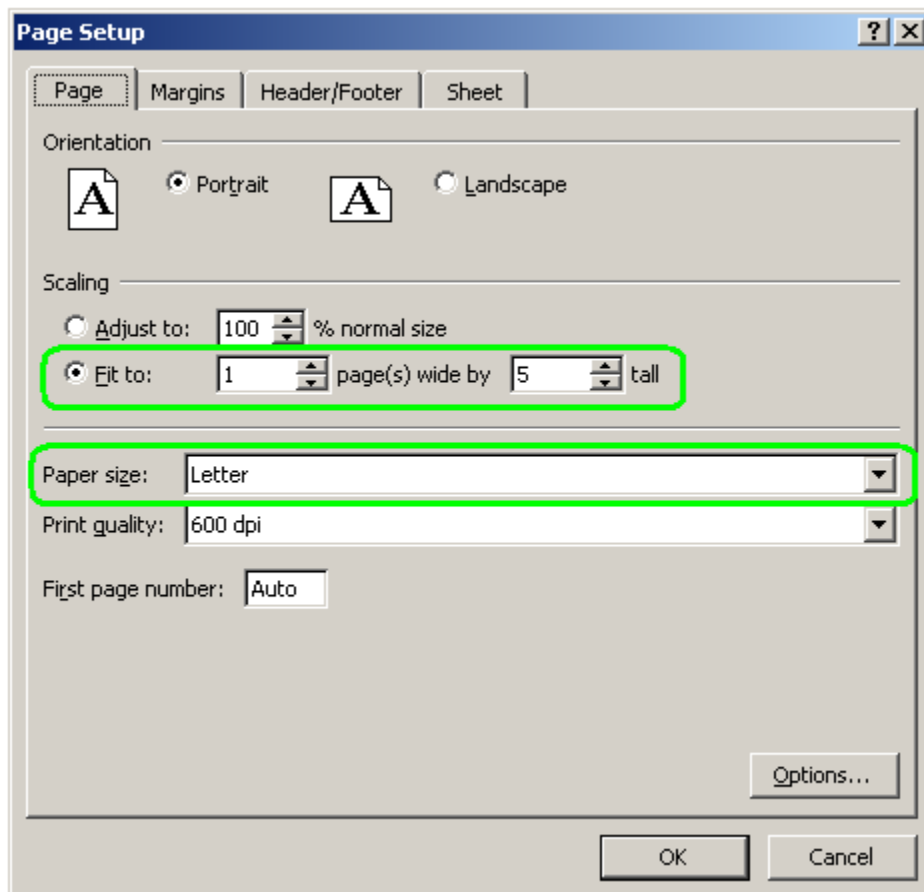 Page Setup
Page Margins Header/Footer Sheet
Orientation
A Portrait A Landscape
Scaling
Adjust to: 100 % normal size
Fit to: 1 page(s) wide by 5 tall
Paper size: Letter
Print quality: 600 dpi
First page number: Auto
Options...
OK Cancel